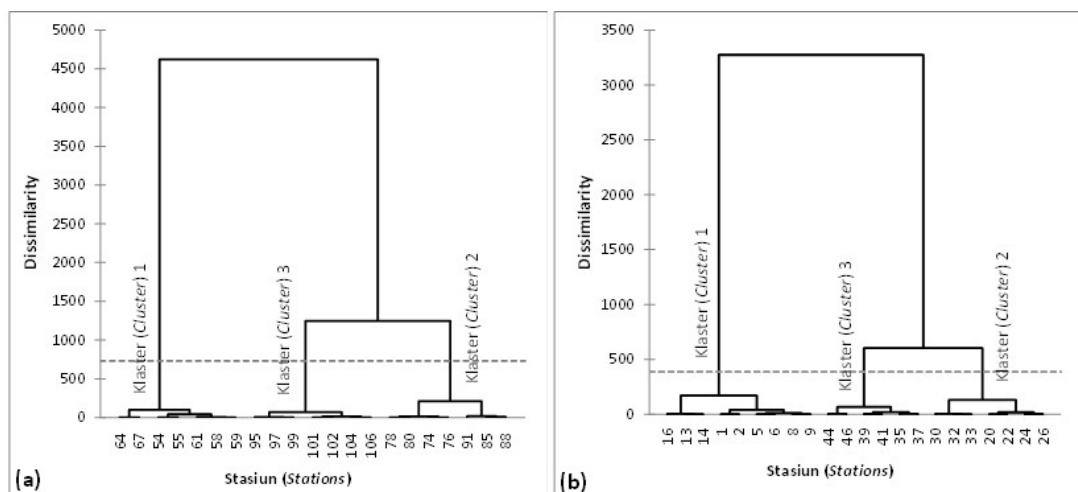 5000
4500
4000
3500
3000
2500
2000
1500
1000
500
0
Dissimilarity
Klaster (Cluster) 1
Klaster (Cluster) 3
Klaster (Cluster) 2
64 67 54 55 61 58 59 95 97 99 101 102 104 106 78 80 74 76 91 85 88
Stasiun (Stations)
(a)
3500
3000
2500
2000
1500
1000
500
0
Dissimilarity
Klaster (Cluster) 1
Klaster (Cluster) 3
Klaster (Cluster) 2
16 13 14 1 2 5 6 8 9 44 46 39 41 35 37 30 32 33 20 22 24 26
Stasiun (Stations)
(b)